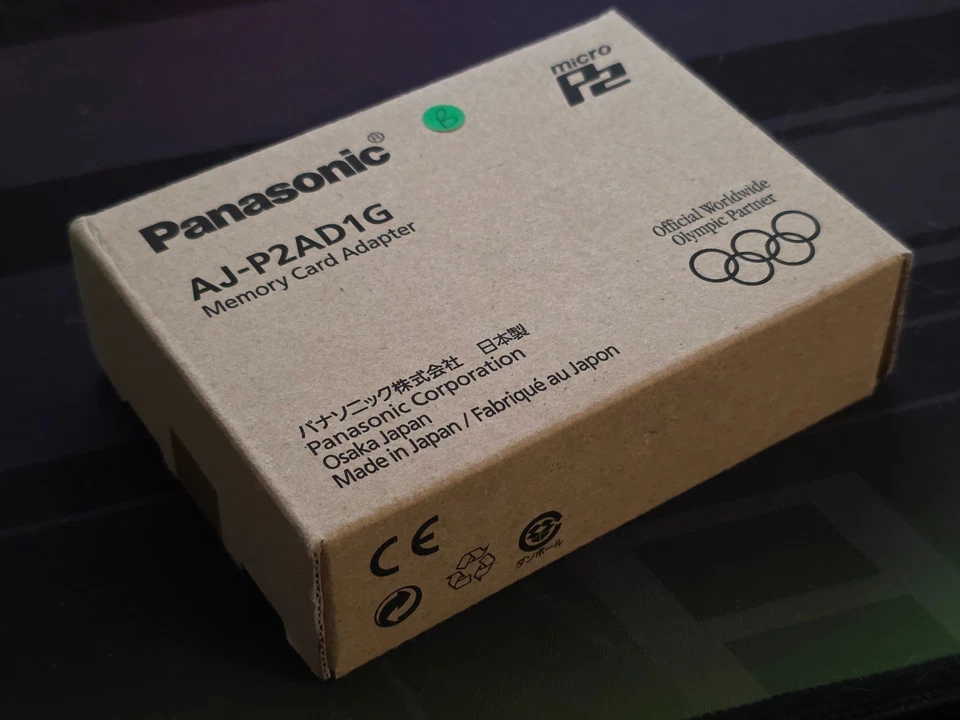 micro
P2
B
Panasonic®
AJ-P2AD1G
Memory Card Adapter
Official Worldwide
Olympic Partner
パナソニック株式会社 日本製
Panasonic Corporation
Osaka Japan
Made in Japan / Fabriqué au Japon
CE
ダンボール